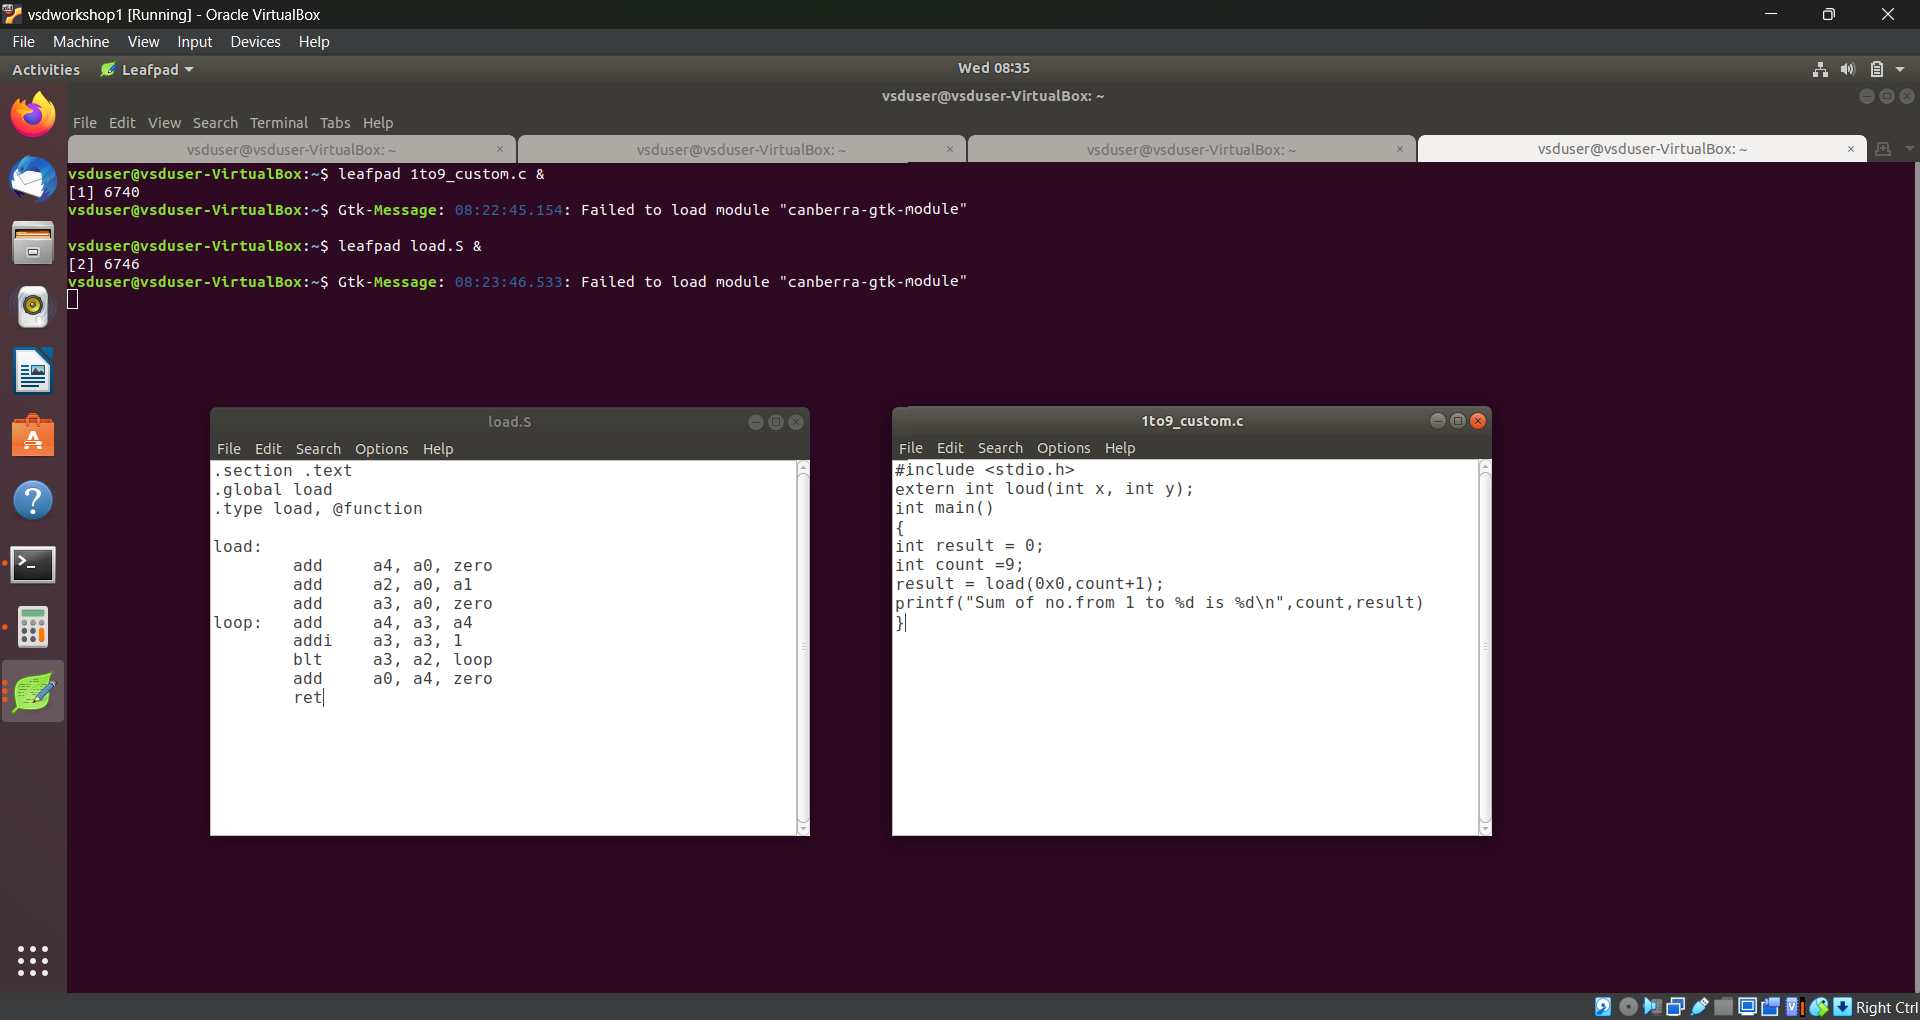 vsdworkshop1 [Running] - Oracle VirtualBox
File Machine View Input Devices Help
Activities Leafpad Wed 08:35
vsduser@vsduser-VirtualBox: ~
File Edit View Search Terminal Tabs Help
vsduser@vsduser-VirtualBox: ~ × vsduser@vsduser-VirtualBox: ~ × vsduser@vsduser-VirtualBox: ~ × vsduser@vsduser-VirtualBox: ~ ×
vsduser@vsduser-VirtualBox:~$ leafpad 1to9_custom.c &
[1] 6740
vsduser@vsduser-VirtualBox:~$ Gtk-Message: 08:22:45.154: Failed to load module "canberra-gtk-module"
vsduser@vsduser-VirtualBox:~$ leafpad load.S &
[2] 6746
vsduser@vsduser-VirtualBox:~$ Gtk-Message: 08:23:46.533: Failed to load module "canberra-gtk-module"
load.S
File Edit Search Options Help
.section .text
.global load
.type load, @function
load:
add a4, a0, zero
add a2, a0, a1
add a3, a0, zero
loop: add a4, a3, a4
addi a3, a3, 1
blt a3, a2, loop
add a0, a4, zero
ret
1to9_custom.c
File Edit Search Options Help
#include <stdio.h>
extern int loud(int x, int y);
int main()
{
int result = 0;
int count =9;
result = load(0x0,count+1);
printf("Sum of no.from 1 to %d is %d\n",count,result)
}
Right Ctrl